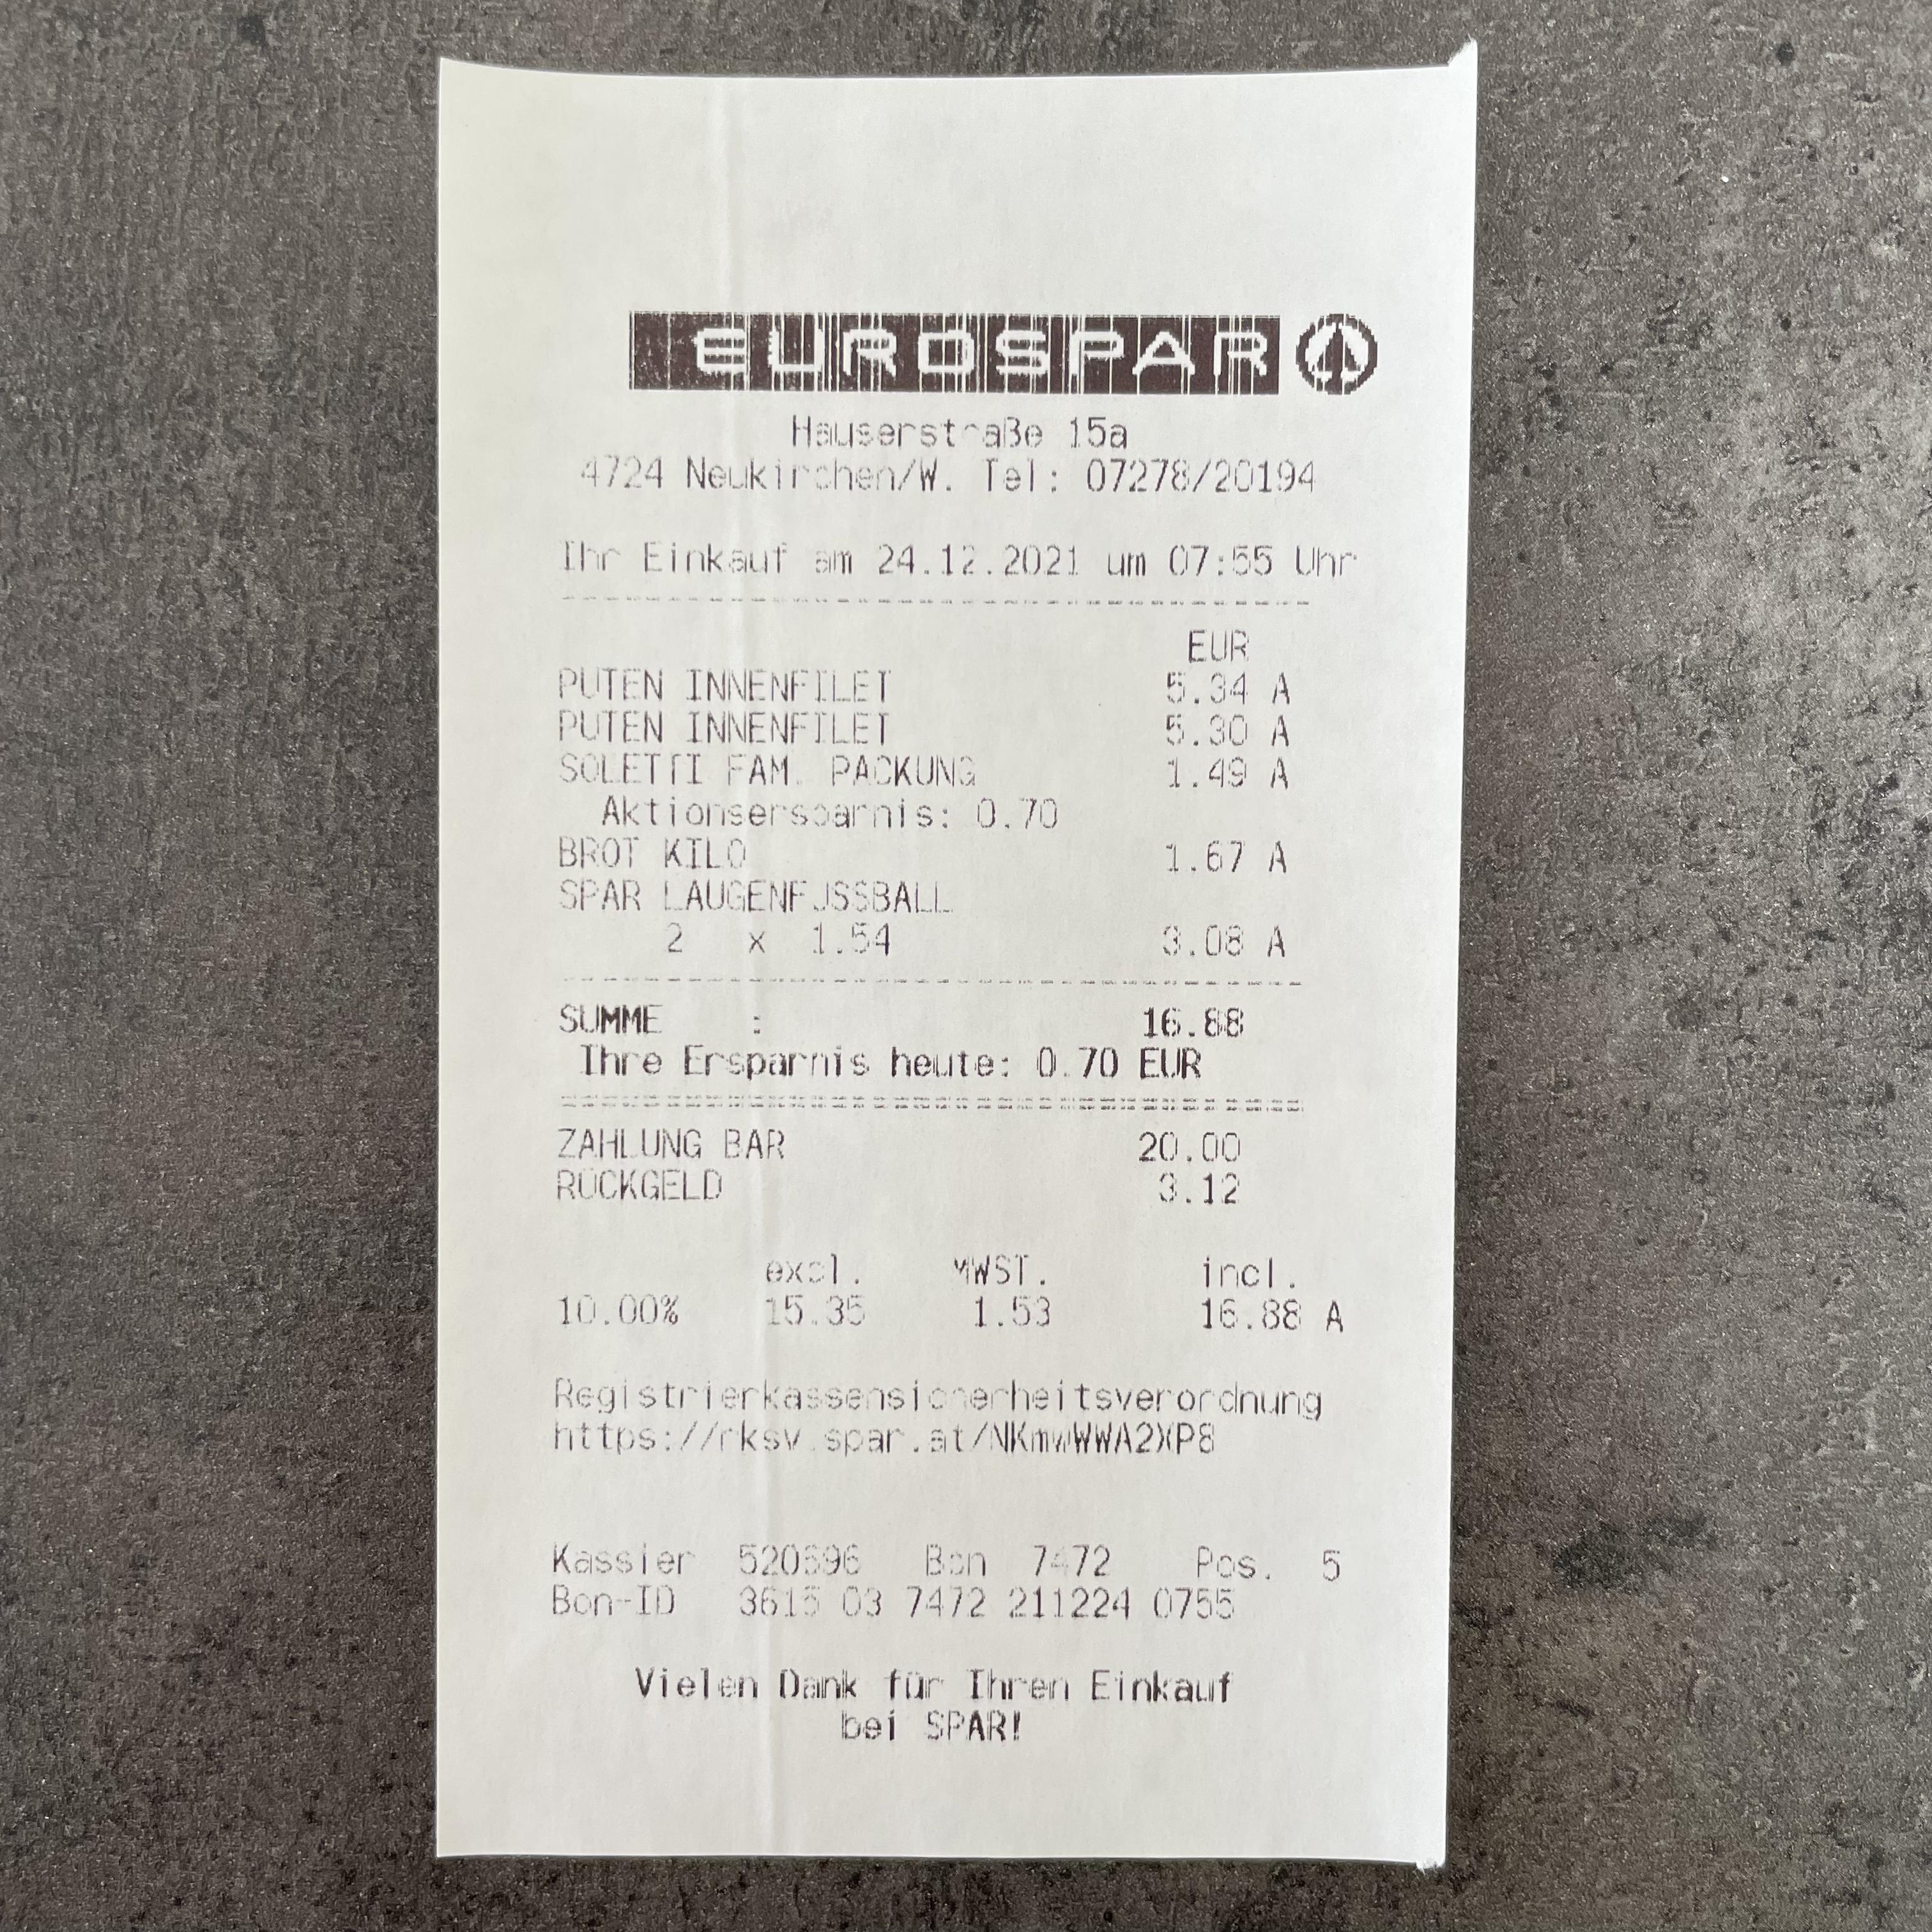 EUROSPAR
Hauserstraße 15a
4724 Neukirchen/W. Tel: 07278/20194
Ihr Einkauf am 24.12.2021 um 07:55 Uhr
EUR
PUTEN INNENFILET 5.34 A
PUTEN INNENFILET 5.30 A
SOLETTI FAM. PACKUNG 1.49 A
Aktionsersparnis: 0.70
BROT KILO 1.67 A
SPAR LAUGENFUSSBALL
2 x 1.54 3.08 A
SUMME : 16.88
Ihre Ersparnis heute: 0.70 EUR
ZAHLUNG BAR 20.00
RÜCKGELD 3.12
excl. MWST. incl.
10.00% 15.35 1.53 16.88 A
Registrierkassensicherheitsverordnung
https://rksv.spar.at/NKmwWWA2XP8
Kassier 520696 Bon 7472 Pos. 5
Bon-ID 3615 03 7472 211224 0755
Vielen Dank für Ihren Einkauf
bei SPAR!